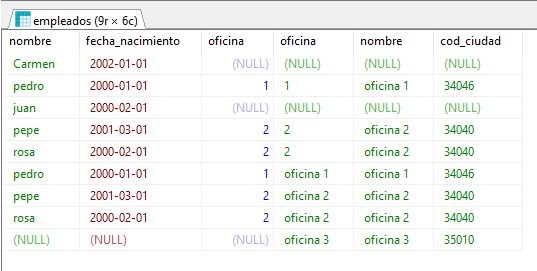 empleados (9r × 6c)
nombre fecha_nacimiento oficina oficina nombre cod_ciudad
Carmen 2002-01-01 (NULL) (NULL) (NULL) (NULL)
pedro 2000-01-01 1 1 oficina 1 34046
juan 2000-02-01 (NULL) (NULL) (NULL) (NULL)
pepe 2001-03-01 2 2 oficina 2 34040
rosa 2000-02-01 2 2 oficina 2 34040
pedro 2000-01-01 1 oficina 1 oficina 1 34046
pepe 2001-03-01 2 oficina 2 oficina 2 34040
rosa 2000-02-01 2 oficina 2 oficina 2 34040
(NULL) (NULL) (NULL) oficina 3 oficina 3 35010